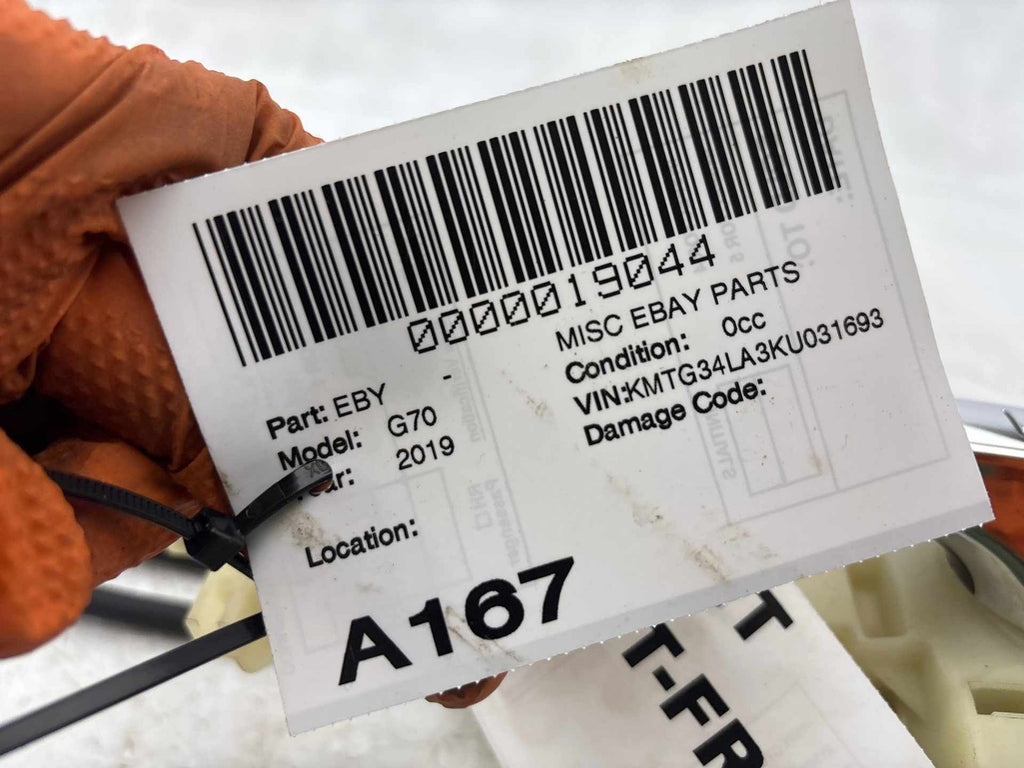 0000019044
MISC EBAY PARTS
Part: EBY -
Condition: 0cc
Model: G70
VIN:KMTG34LA3KU031693
2019
Damage Code:
Location:
A167
T
T-FR